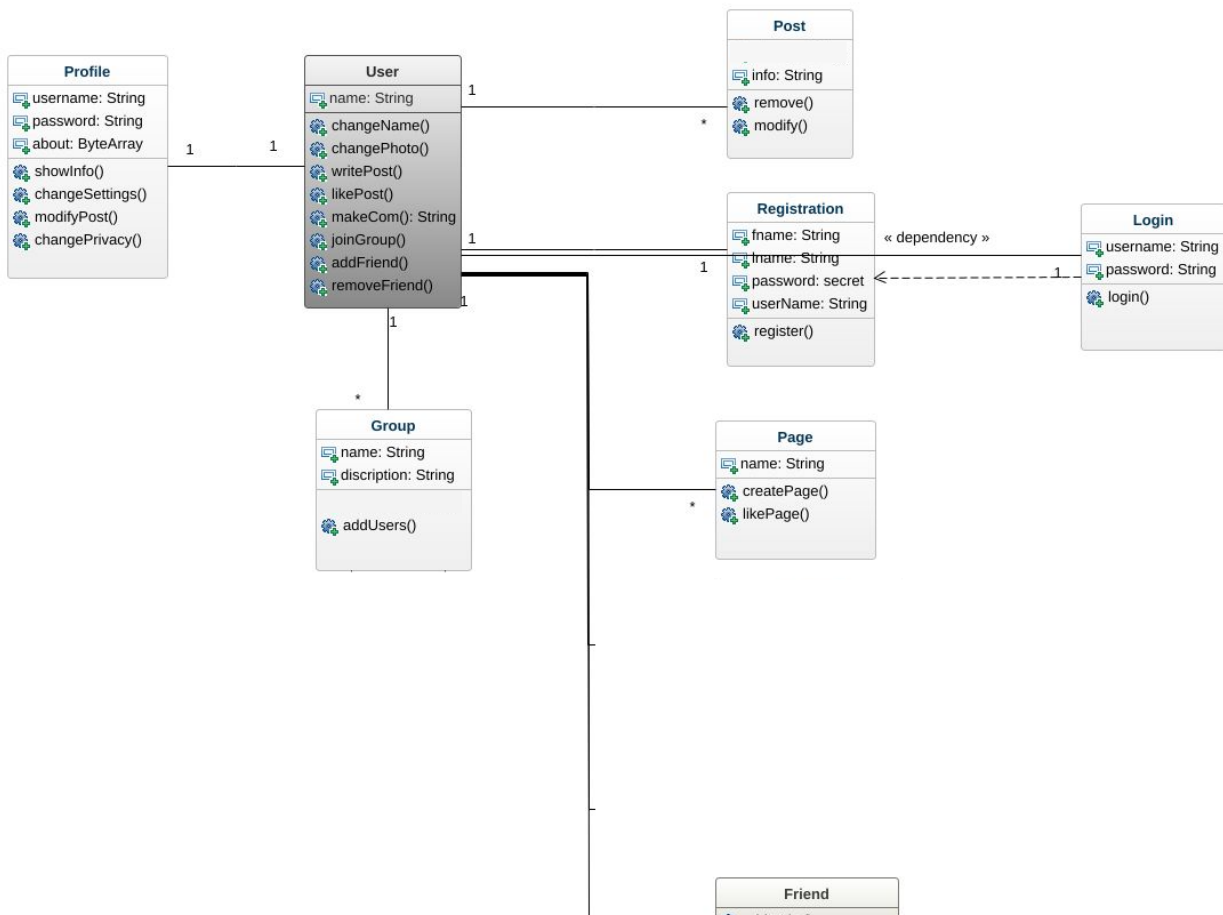 Profile
username: String
password: String
about: ByteArray
showInfo()
changeSettings()
modifyPost()
changePrivacy()
1
1
User
name: String
changeName()
changePhoto()
writePost()
likePost()
makeCom(): String
joinGroup()
addFriend()
removeFriend()
1
*
Post
info: String
remove()
modify()
1
1
Registration
fname: String
lname: String
password: secret
userName: String
register()
« dependency »
1
Login
username: String
password: String
login()
1
1
*
Group
name: String
discription: String
addUsers()
*
Page
name: String
createPage()
likePage()
Friend